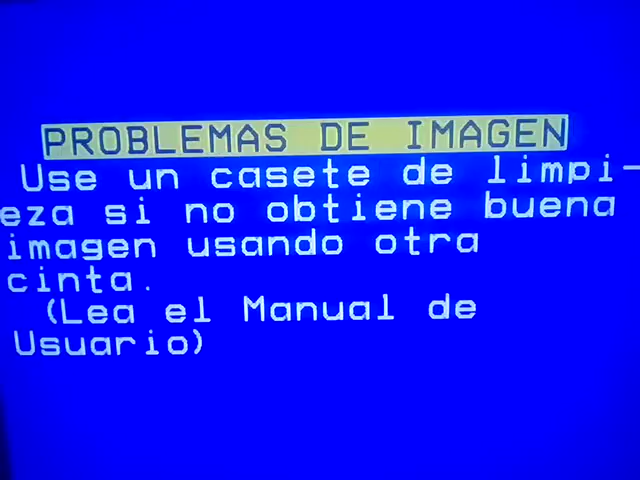 PROBLEMAS DE IMAGEN
Use un casete de limpi-
eza si no obtiene buena
imagen usando otra
cinta.
(Lea el Manual de
Usuario)